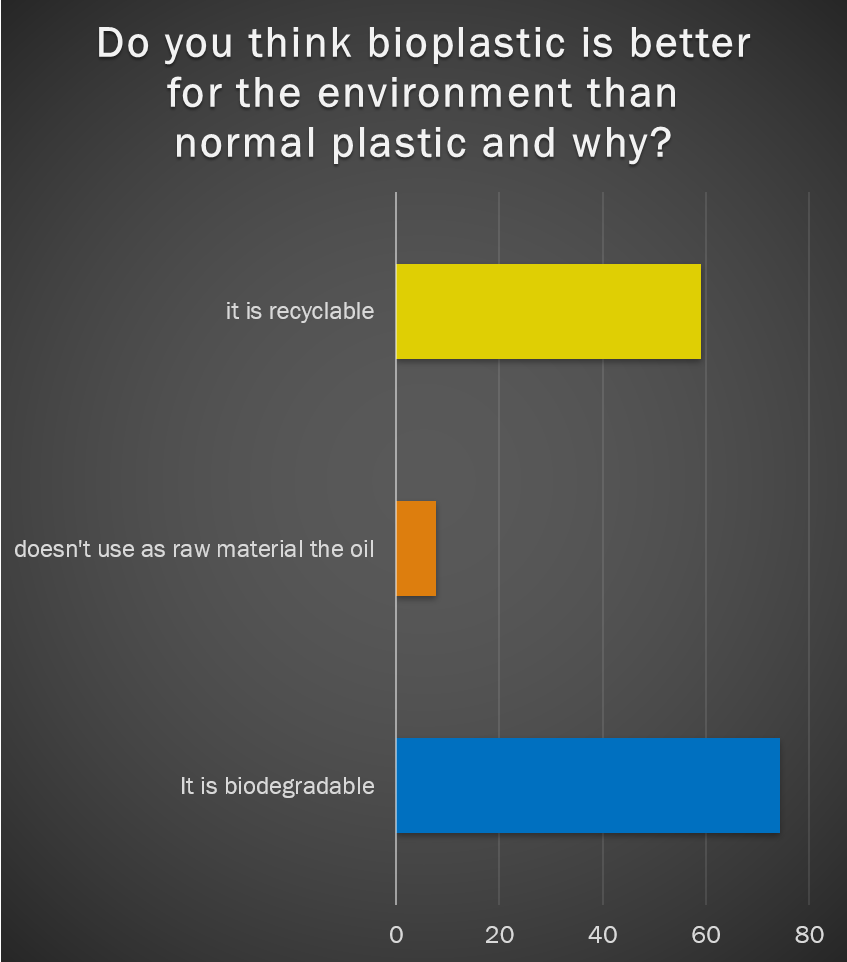 Do you think bioplastic is better
for the environment than
normal plastic and why?
it is recyclable
doesn't use as raw material the oil
It is biodegradable
0 20 40 60 80